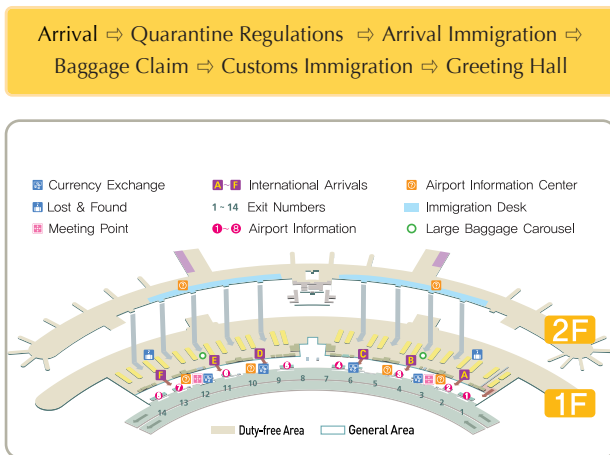 Arrival ⇨ Quarantine Regulations ⇨ Arrival Immigration ⇨
Baggage Claim ⇨ Customs Immigration ⇨ Greeting Hall
Currency Exchange
A~F International Arrivals
Airport Information Center
Lost & Found
1~14 Exit Numbers
Immigration Desk
Meeting Point
1~8 Airport Information
Large Baggage Carousel
2F
F E D C B A
1F
14 13 12 11 10 9 8 7 6 5 4 3 2 1
Duty-free Area
General Area